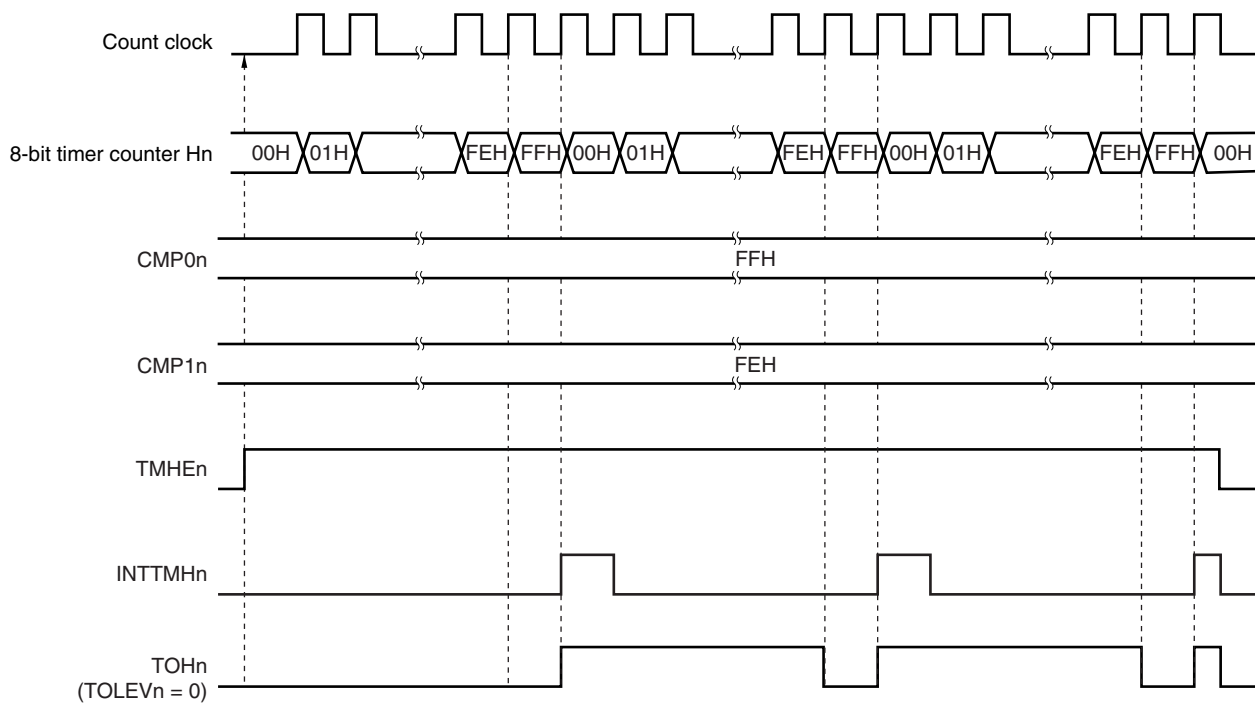 Count clock
8-bit timer counter Hn 00H 01H FEH FFH 00H 01H FEH FFH 00H 01H FEH FFH 00H
CMP0n FFH
CMP1n FEH
TMHEn
INTTMHn
TOHn
(TOLEVn = 0)